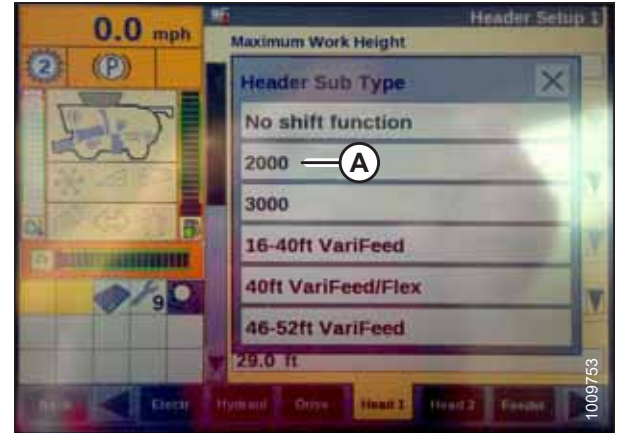 0.0 mph
Header Setup 1
Maximum Work Height
2
(P)
Header Sub Type
No shift function
2000
A
3000
16-40ft VariFeed
40ft VariFeed/Flex
46-52ft VariFeed
9
29.0 ft
Back
Electr
Hydraul
Drive
Head 1
Head 2
Feeder
1009753